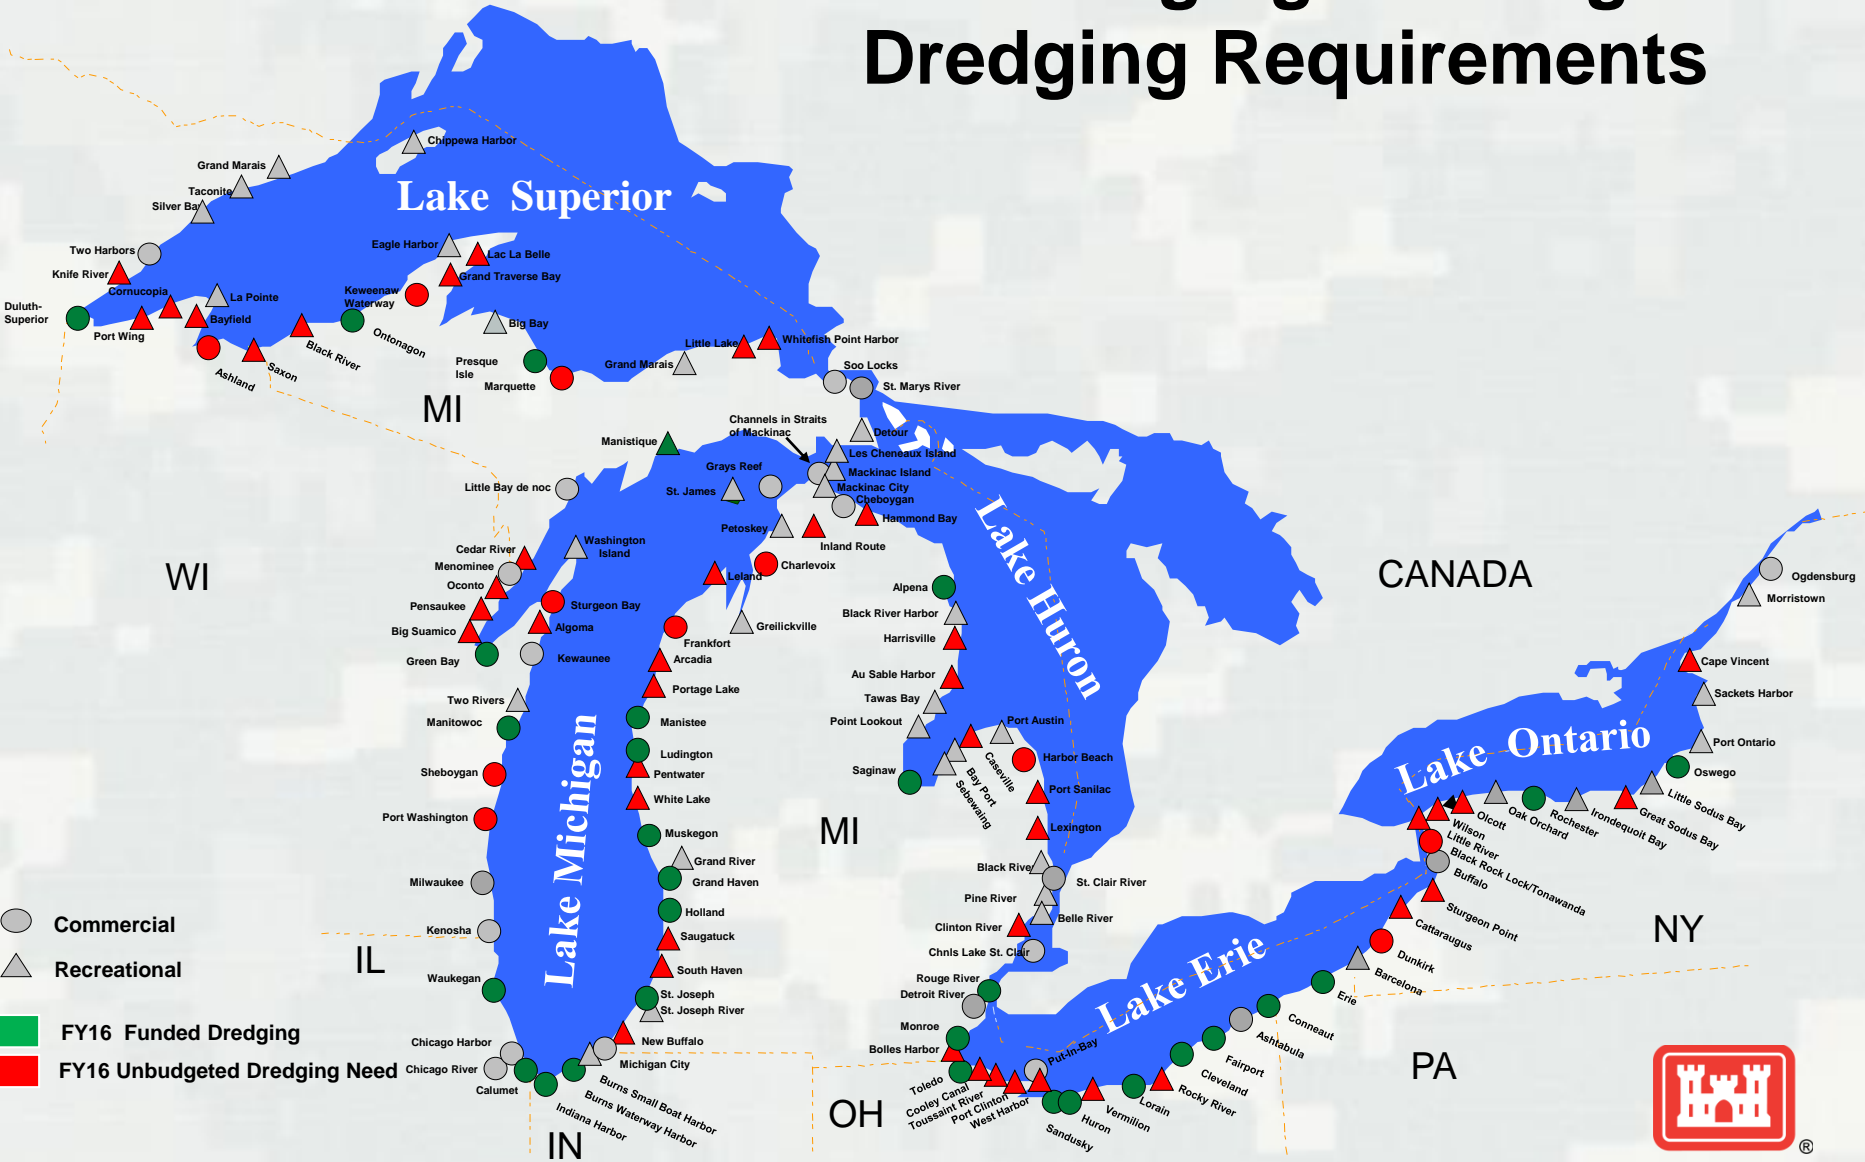 Dredging Requirements
Chippewa Harbor
Grand Marais
Taconite
Silver Bay
Lake Superior
Two Harbors
Knife River
Cornucopia
La Pointe
Duluth-
Superior
Port Wing
Bayfield
Ashland
Saxon
Black River
Ontonagon
Keweenaw
Waterway
Eagle Harbor
Lac La Belle
Grand Traverse Bay
Big Bay
Presque
Isle
Marquette
Grand Marais
Little Lake
Whitefish Point Harbor
Soo Locks
St. Marys River
MI
Channels in Straits
of Mackinac
Detour
Les Cheneaux Island
Mackinac Island
Mackinac City
Cheboygan
Hammond Bay
Inland Route
Manistique
Grays Reef
St. James
Petoskey
Charlevoix
Little Bay de noc
Washington
Island
Cedar River
Menominee
Oconto
Pensaukee
Big Suamico
Green Bay
Sturgeon Bay
Algoma
Kewaunee
WI
Leland
Greilickville
Frankfort
Arcadia
Portage Lake
Manistee
Ludington
Pentwater
White Lake
Muskegon
Grand River
Grand Haven
Holland
Saugatuck
South Haven
St. Joseph
St. Joseph River
New Buffalo
Michigan City
Two Rivers
Manitowoc
Sheboygan
Port Washington
Milwaukee
Kenosha
Waukegan
Chicago Harbor
Chicago River
Calumet
Burns Small Boat Harbor
Burns Waterway Harbor
Indiana Harbor
Lake Michigan
IL
IN
Lake Huron
Alpena
Black River Harbor
Harrisville
Au Sable Harbor
Tawas Bay
Point Lookout
Saginaw
Port Austin
Caseville
Bay Port
Sebewaing
Harbor Beach
Port Sanilac
Lexington
MI
Black River
St. Clair River
Pine River
Belle River
Clinton River
Chnls Lake St. Clair
Rouge River
Detroit River
Monroe
Bolles Harbor
Toledo
Cooley Canal
Toussaint River
Port Clinton
West Harbor
Put-In-Bay
Sandusky
Huron
Vermilion
Lorain
Rocky River
Cleveland
Fairport
Ashtabula
Conneaut
Erie
Barcelona
Dunkirk
Cattaraugus
Sturgeon Point
Buffalo
Black Rock Lock/Tonawanda
Little River
Wilson
Olcott
Oak Orchard
Rochester
Irondequoit Bay
Great Sodus Bay
Little Sodus Bay
Oswego
Port Ontario
Sackets Harbor
Cape Vincent
Morristown
Ogdensburg
Lake Erie
Lake Ontario
CANADA
NY
PA
OH
Commercial
Recreational
FY16 Funded Dredging
FY16 Unbudgeted Dredging Need
®